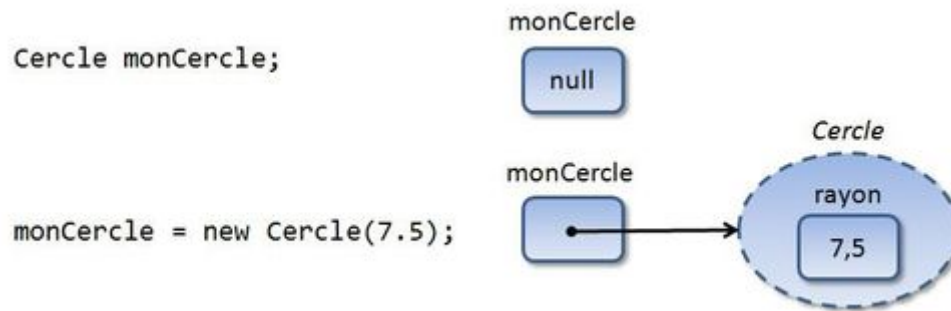 monCercle
Cercle monCercle;
null
Cercle
monCercle
rayon
monCercle = new Cercle(7.5);
7,5